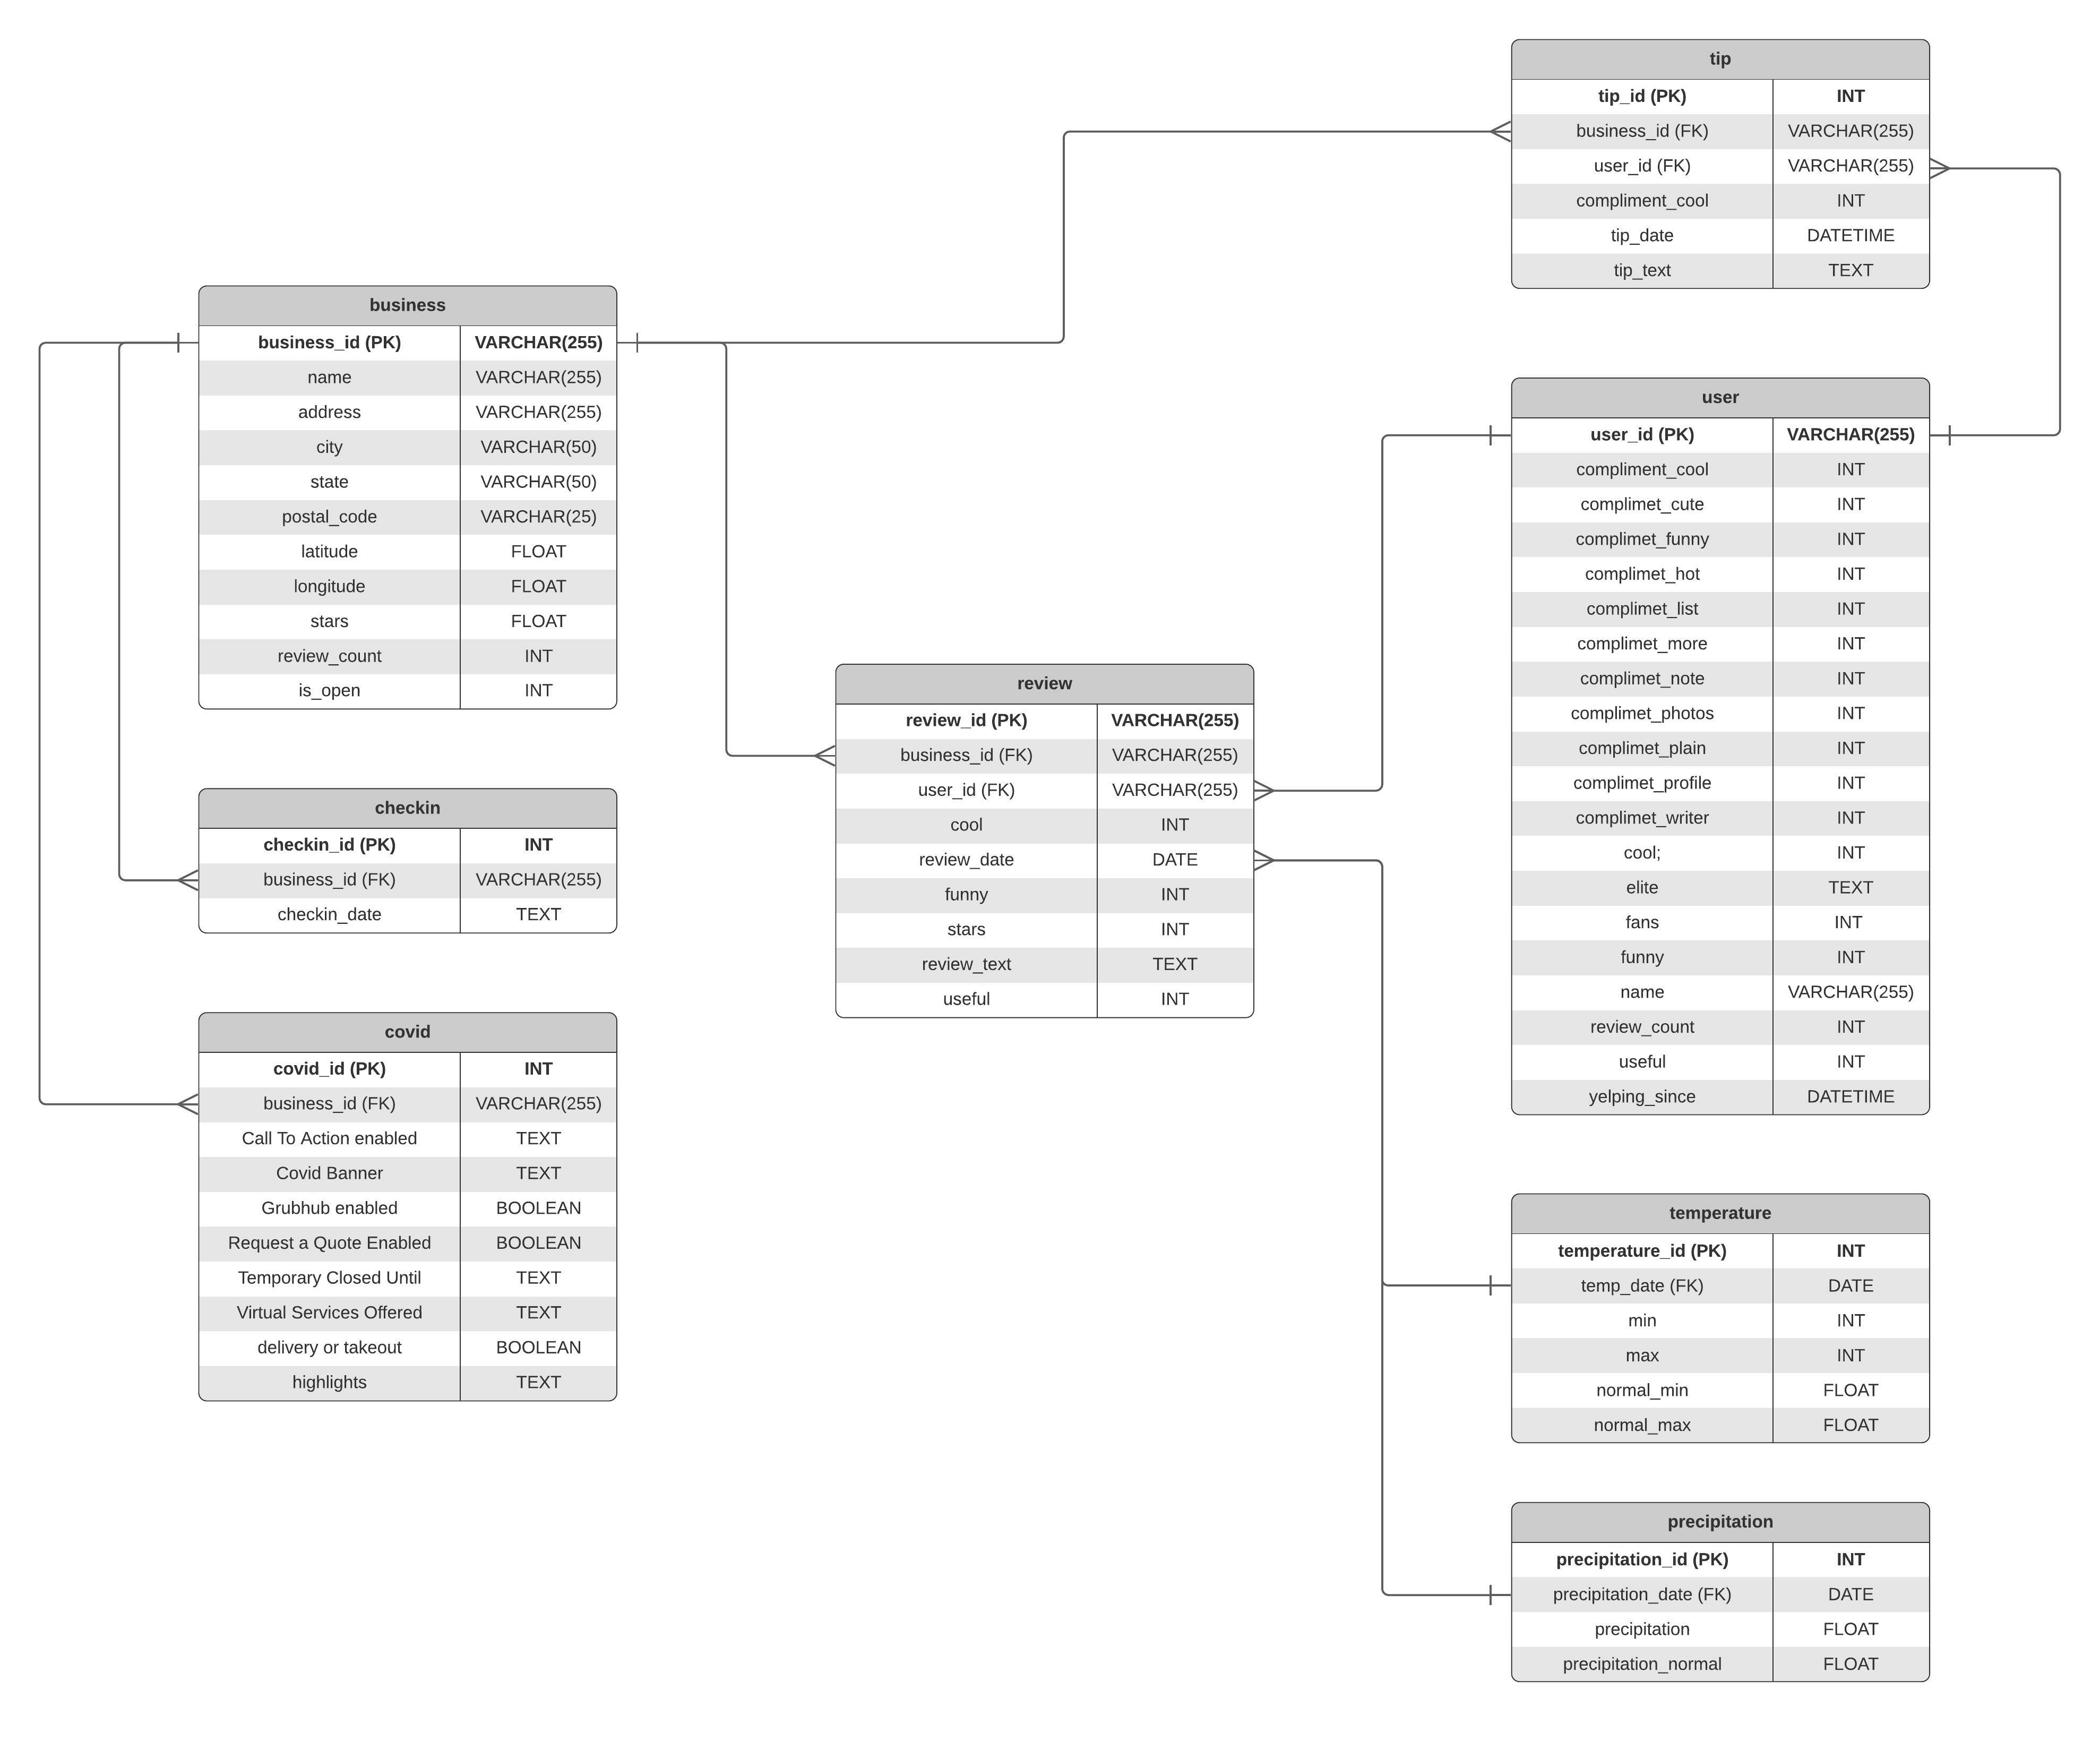 tip
tip_id (PK) INT
business_id (FK) VARCHAR(255)
user_id (FK) VARCHAR(255)
compliment_cool INT
tip_date DATETIME
tip_text TEXT
business
business_id (PK) VARCHAR(255)
name VARCHAR(255)
address VARCHAR(255)
city VARCHAR(50)
state VARCHAR(50)
postal_code VARCHAR(25)
latitude FLOAT
longitude FLOAT
stars FLOAT
review_count INT
is_open INT
user
user_id (PK) VARCHAR(255)
compliment_cool INT
complimet_cute INT
complimet_funny INT
complimet_hot INT
complimet_list INT
complimet_more INT
complimet_note INT
complimet_photos INT
complimet_plain INT
complimet_profile INT
complimet_writer INT
cool; INT
elite TEXT
fans INT
funny INT
name VARCHAR(255)
review_count INT
useful INT
yelping_since DATETIME
review
review_id (PK) VARCHAR(255)
business_id (FK) VARCHAR(255)
user_id (FK) VARCHAR(255)
cool INT
review_date DATE
funny INT
stars INT
review_text TEXT
useful INT
checkin
checkin_id (PK) INT
business_id (FK) VARCHAR(255)
checkin_date TEXT
covid
covid_id (PK) INT
business_id (FK) VARCHAR(255)
Call To Action enabled TEXT
Covid Banner TEXT
Grubhub enabled BOOLEAN
Request a Quote Enabled BOOLEAN
Temporary Closed Until TEXT
Virtual Services Offered TEXT
delivery or takeout BOOLEAN
highlights TEXT
temperature
temperature_id (PK) INT
temp_date (FK) DATE
min INT
max INT
normal_min FLOAT
normal_max FLOAT
precipitation
precipitation_id (PK) INT
precipitation_date (FK) DATE
precipitation FLOAT
precipitation_normal FLOAT